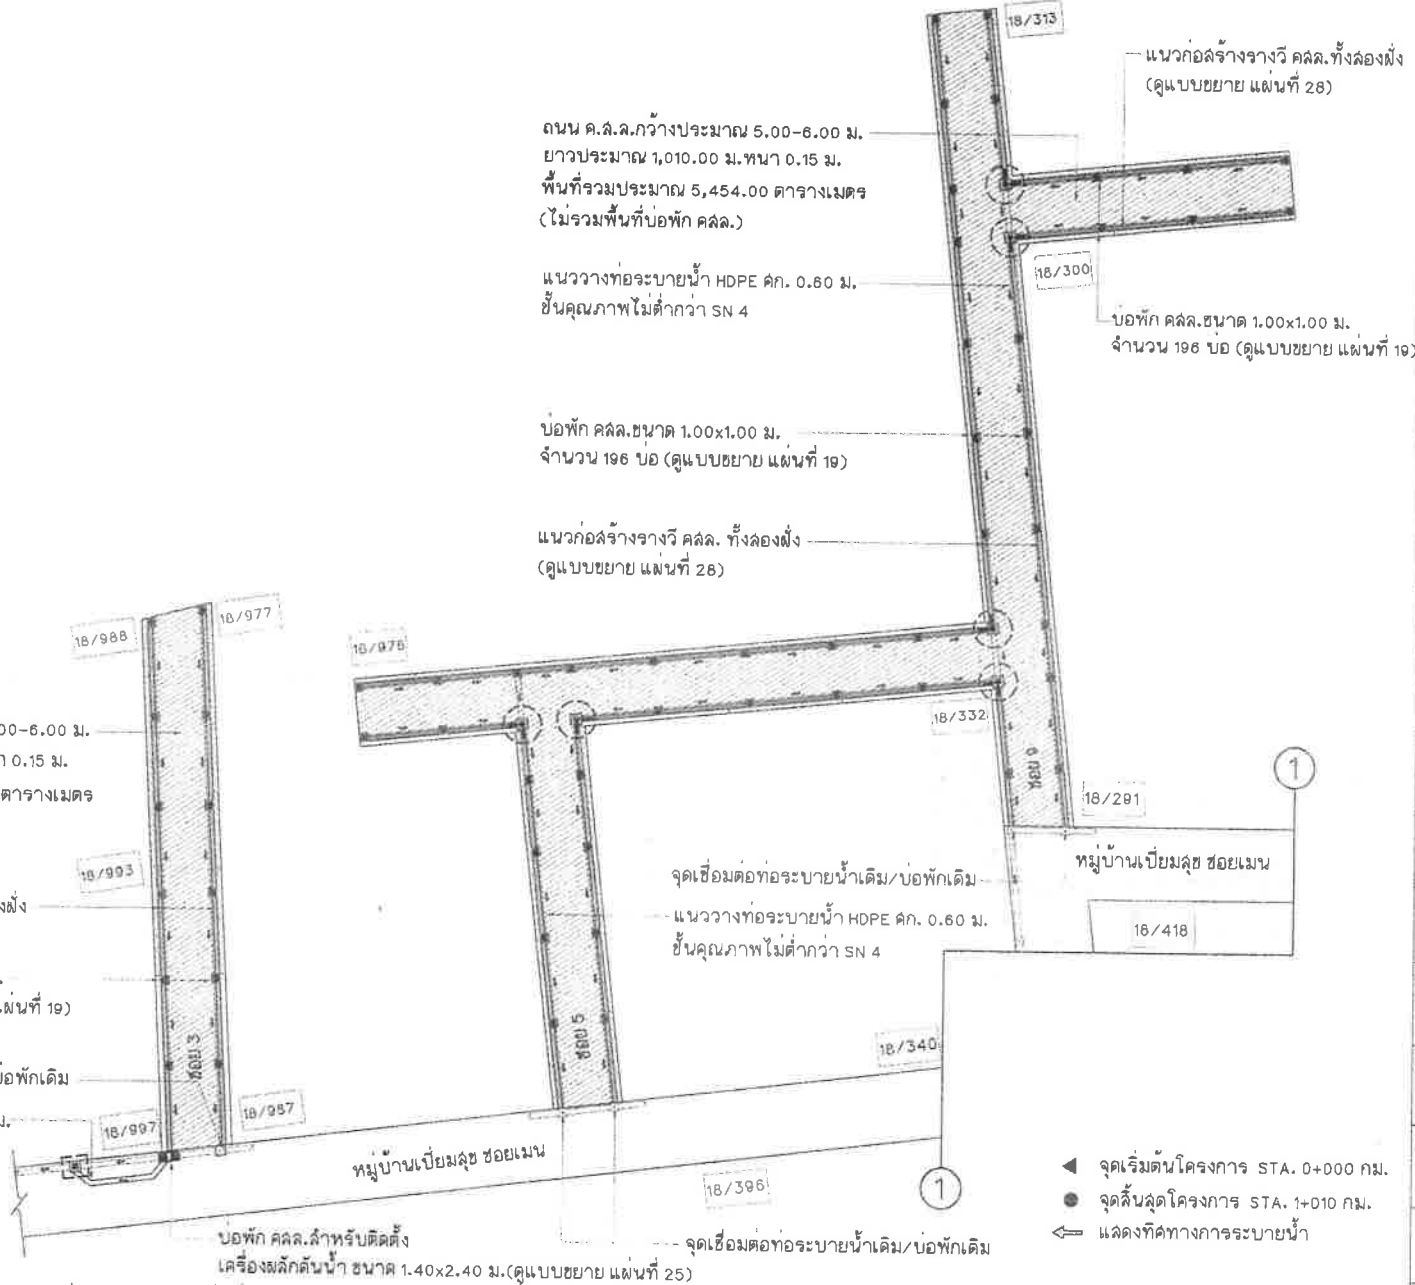 18/313
แนวก่อสร้างรางวี คสล.ทั้งสองฝั่ง
(ดูแบบขยาย แผ่นที่ 28)
ถนน ค.ส.ล.กว้างประมาณ 5.00-6.00 ม.
ยาวประมาณ 1,010.00 ม.หนา 0.15 ม.
พื้นที่รวมประมาณ 5,454.00 ตารางเมตร
(ไม่รวมพื้นที่บ่อพัก คสล.)
18/300
แนววางท่อระบายน้ำ HDPE ศก. 0.60 ม.
ชั้นคุณภาพไม่ต่ำกว่า SN 4
บ่อพัก คสล.ขนาด 1.00x1.00 ม.
จำนวน 196 บ่อ (ดูแบบขยาย แผ่นที่ 19)
บ่อพัก คสล.ขนาด 1.00x1.00 ม.
จำนวน 196 บ่อ (ดูแบบขยาย แผ่นที่ 19)
แนวก่อสร้างรางวี คสล. ทั้งสองฝั่ง
(ดูแบบขยาย แผ่นที่ 28)
18/988
18/977
18/976
18/332
00-6.00 ม.
0.15 ม.
ตารางเมตร
ซอย 9
18/291
1
18/993
หมู่บ้านเปี่ยมสุข ซอยเมน
จุดเชื่อมต่อท่อระบายน้ำเดิม/บ่อพักเดิม
แนววางท่อระบายน้ำ HDPE ศก. 0.60 ม.
ชั้นคุณภาพไม่ต่ำกว่า SN 4
18/418
แผ่นที่ 19)
ซอย 3
ซอย 5
18/340
บ่อพักเดิม
ม.
18/997
18/987
หมู่บ้านเปี่ยมสุข ซอยเมน
18/396
1
จุดเริ่มต้นโครงการ STA. 0+000 กม.
จุดสิ้นสุดโครงการ STA. 1+010 กม.
แสดงทิศทางการระบายน้ำ
บ่อพัก คสล.สำหรับติดตั้ง
เครื่องผลักดันน้ำ ขนาด 1.40x2.40 ม.(ดูแบบขยาย แผ่นที่ 25)
จุดเชื่อมต่อท่อระบายน้ำเดิม/บ่อพักเดิม